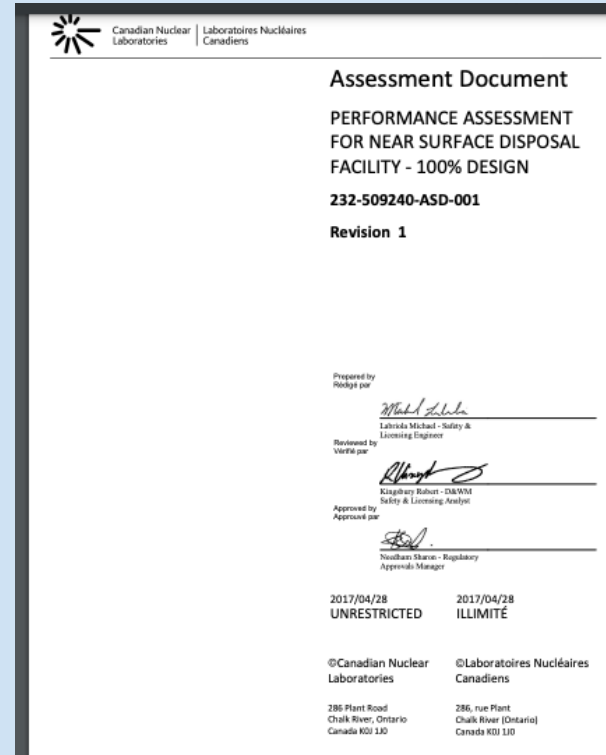 Canadian Nuclear
Laboratories
Laboratoires Nucléaires
Canadiens
Assessment Document
PERFORMANCE ASSESSMENT
FOR NEAR SURFACE DISPOSAL
FACILITY - 100% DESIGN
232-509240-ASD-001
Revision 1
Prepared by
Rédigé par
Labriola Michael - Safety &
Licensing Engineer
Reviewed by
Vérifié par
Kingsbury Robert - D&WM
Safety & Licensing Analyst
Approved by
Approuvé par
Needham Sharon - Regulatory
Approvals Manager
2017/04/28
UNRESTRICTED
2017/04/28
ILLIMITÉ
©Canadian Nuclear
Laboratories
©Laboratoires Nucléaires
Canadiens
286 Plant Road
Chalk River, Ontario
Canada K0J 1J0
286, rue Plant
Chalk River (Ontario)
Canada K0J 1J0